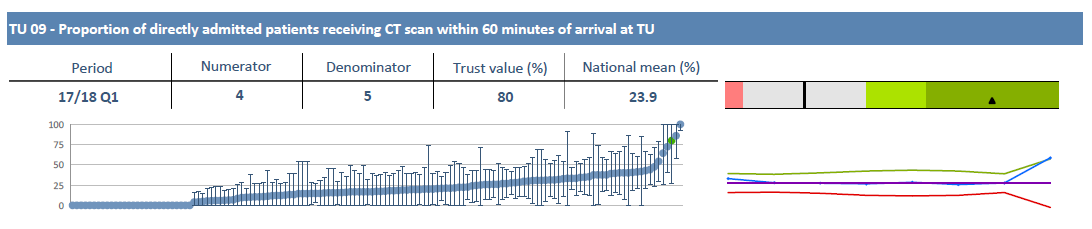 TU 09 - Proportion of directly admitted patients receiving CT scan within 60 minutes of arrival at TU
Period Numerator Denominator Trust value (%) National mean (%)
17/18 Q1 4 5 80 23.9
100
75
50
25
0